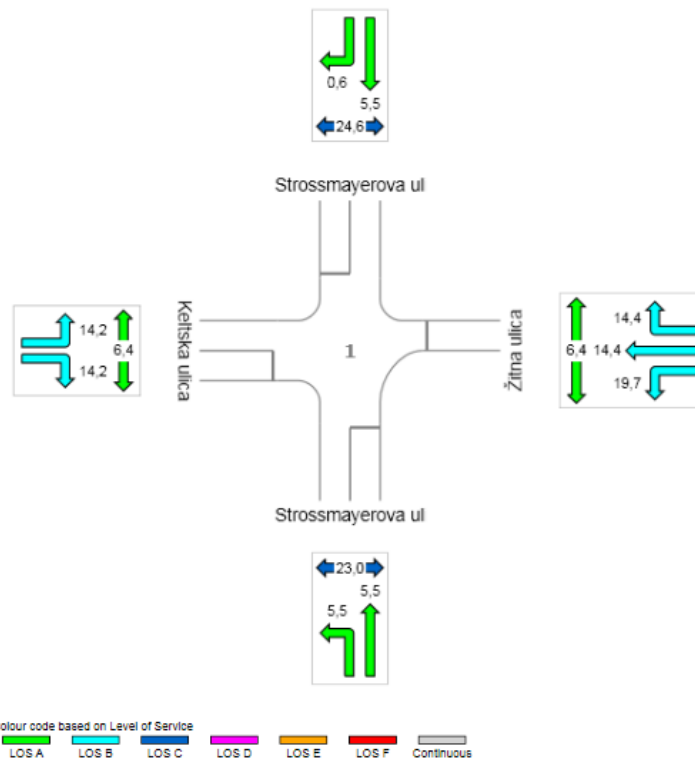 0,6
5,5
24,6
Strossmayerova ul
Keltska ulica
14,2
6,4
14,2
1
Žitna ulica
14,4
6,4
14,4
19,7
Strossmayerova ul
23,0
5,5
5,5
olour code based on Level of Service
LOS A
LOS B
LOS C
LOS D
LOS E
LOS F
Continuous